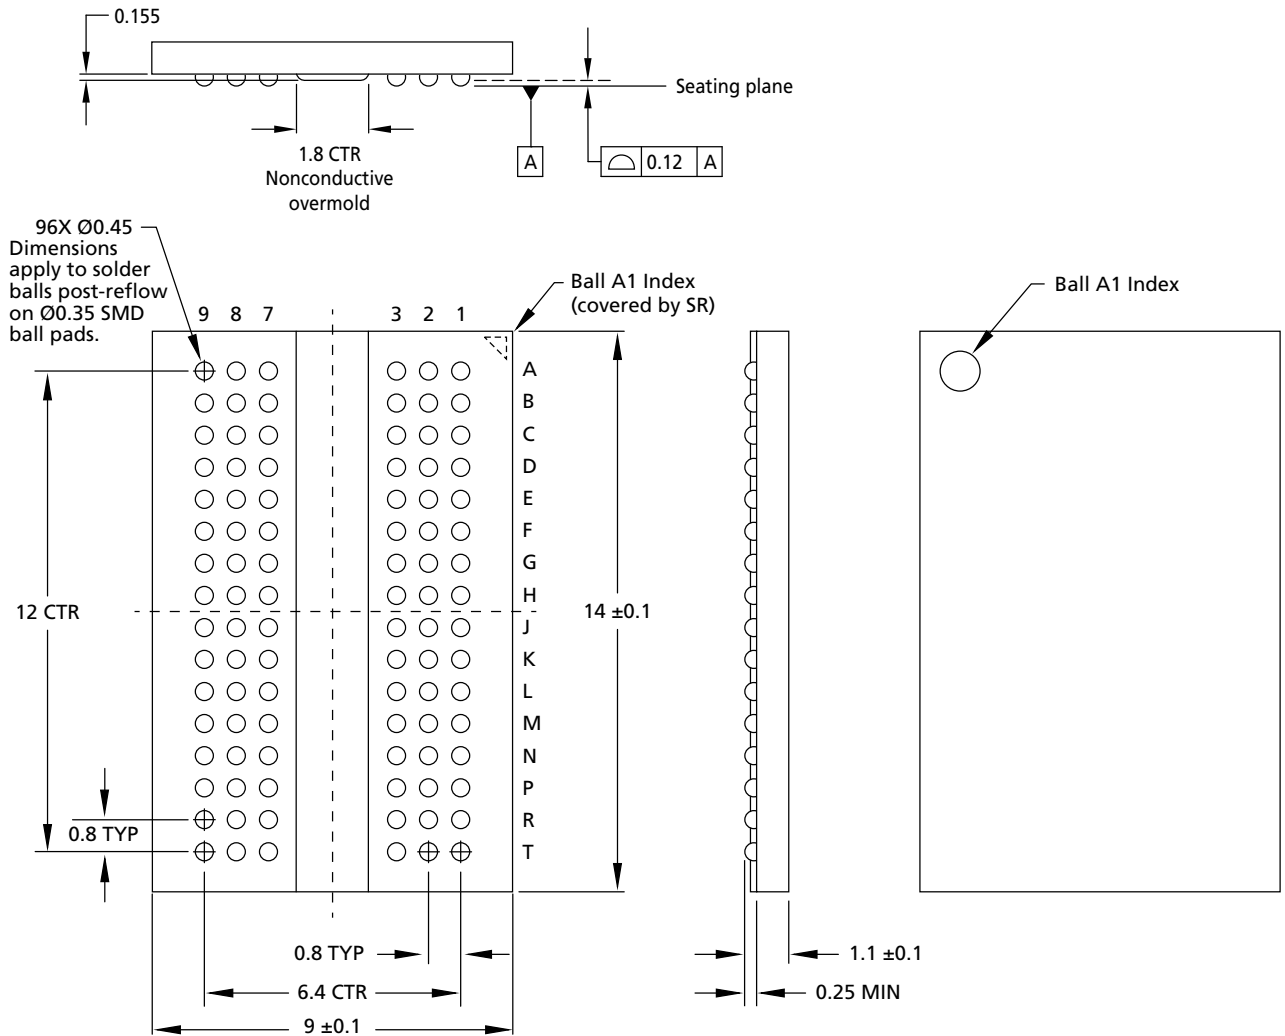 0.155
Seating plane
1.8 CTR
Nonconductive
overmold
A
0.12 A
96X Ø0.45
Dimensions
apply to solder
balls post-reflow
on Ø0.35 SMD
ball pads.
Ball A1 Index
(covered by SR)
Ball A1 Index
9 8 7 3 2 1
A
B
C
D
E
F
G
H
J
K
L
M
N
P
R
T
12 CTR
14 ±0.1
0.8 TYP
0.8 TYP
1.1 ±0.1
6.4 CTR
0.25 MIN
9 ±0.1